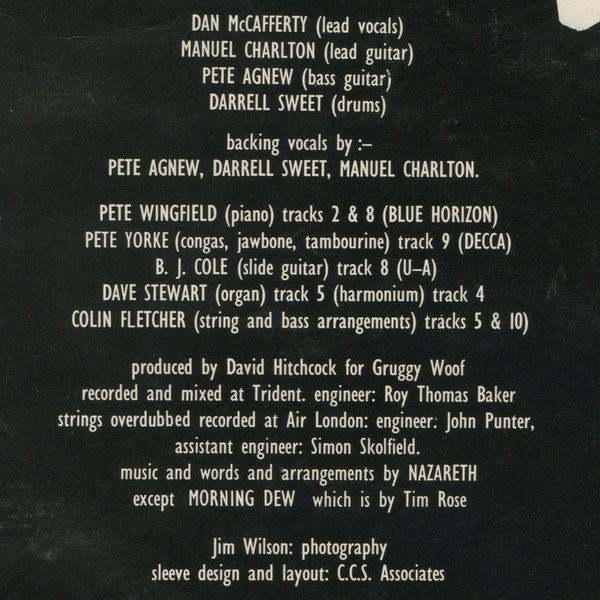 DAN McCAFFERTY (lead vocals)
MANUEL CHARLTON (lead guitar)
PETE AGNEW (bass guitar)
DARRELL SWEET (drums)
backing vocals by :–
PETE AGNEW, DARRELL SWEET, MANUEL CHARLTON.
PETE WINGFIELD (piano) tracks 2 & 8 (BLUE HORIZON)
PETE YORKE (congas, jawbone, tambourine) track 9 (DECCA)
B. J. COLE (slide guitar) track 8 (U–A)
DAVE STEWART (organ) track 5 (harmonium) track 4
COLIN FLETCHER (string and bass arrangements) tracks 5 & 10)
produced by David Hitchcock for Gruggy Woof
recorded and mixed at Trident. engineer: Roy Thomas Baker
strings overdubbed recorded at Air London: engineer: John Punter,
assistant engineer: Simon Skolfield.
music and words and arrangements by NAZARETH
except MORNING DEW which is by Tim Rose
Jim Wilson: photography
sleeve design and layout: C.C.S. Associates